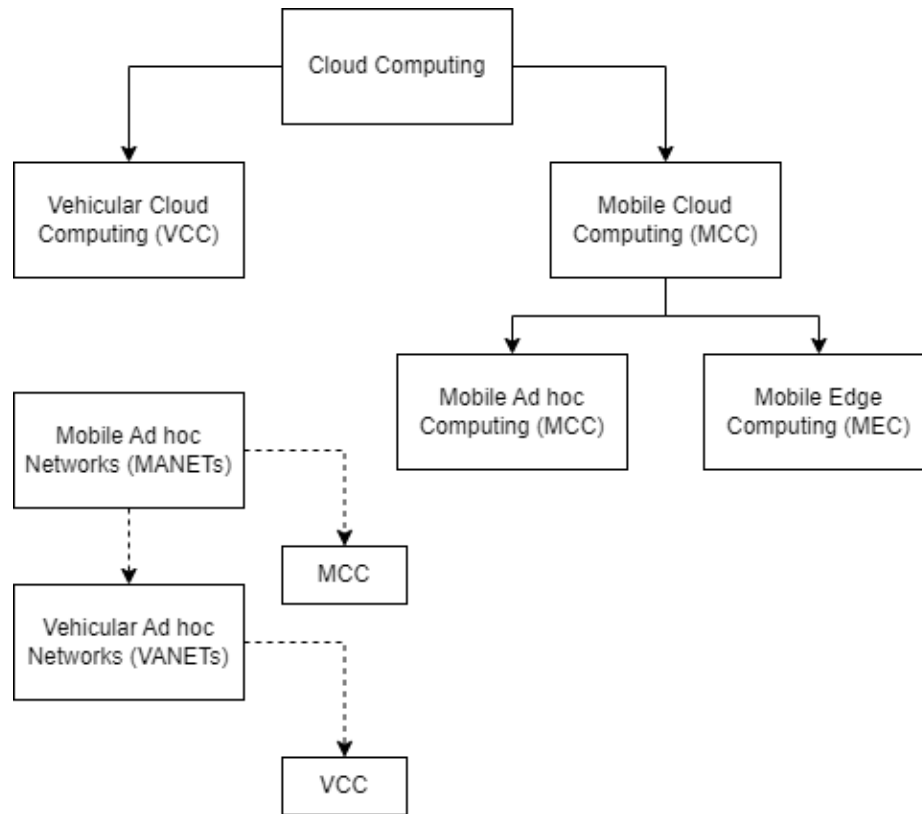 Cloud Computing
Vehicular Cloud
Computing (VCC)
Mobile Cloud
Computing (MCC)
Mobile Ad hoc
Computing (MCC)
Mobile Edge
Computing (MEC)
Mobile Ad hoc
Networks (MANETs)
MCC
Vehicular Ad hoc
Networks (VANETs)
VCC